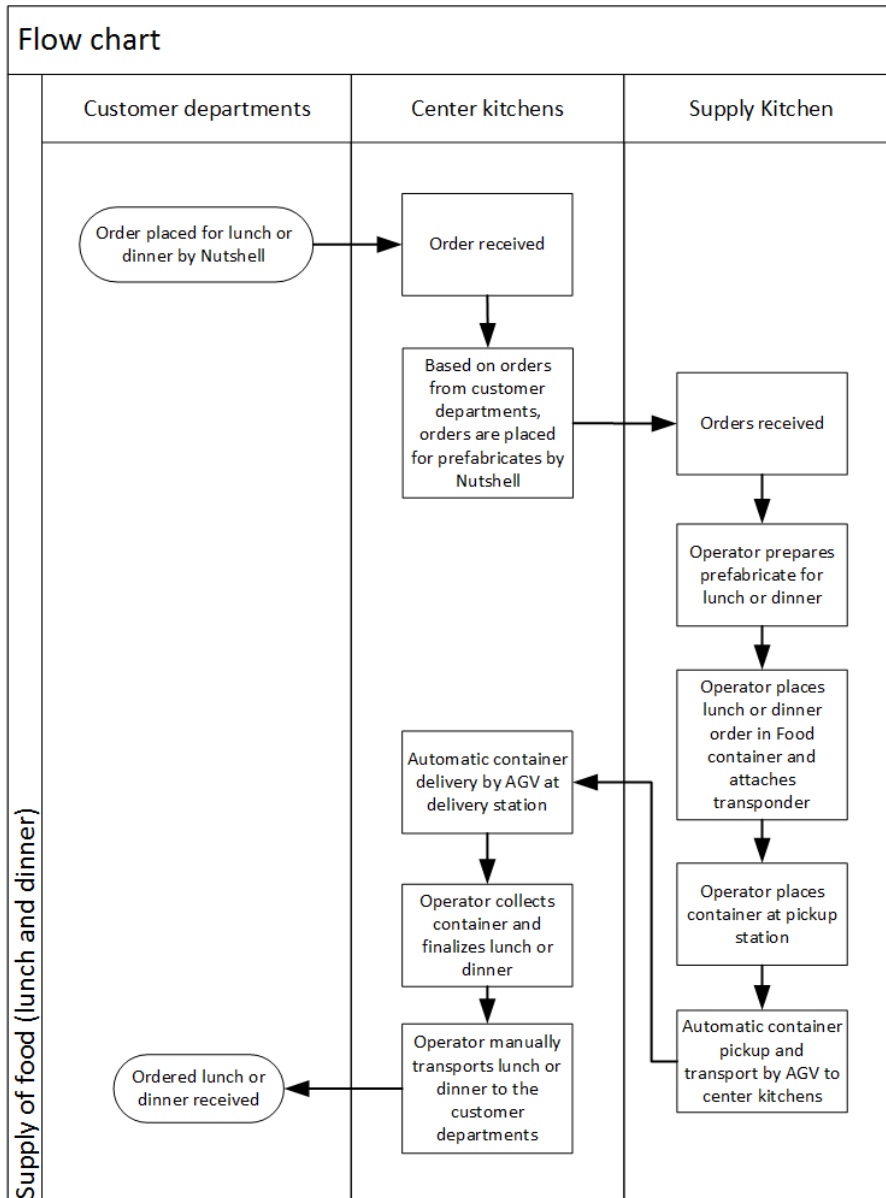 Flow chart
Customer departments
Center kitchens
Supply Kitchen
Supply of food (lunch and dinner)
Order placed for lunch or
dinner by Nutshell
Order received
Based on orders
from customer
departments,
orders are placed
for prefabricates by
Nutshell
Orders received
Operator prepares
prefabricate for
lunch or dinner
Operator places
lunch or dinner
order in Food
container and
attaches
transponder
Operator places
container at pickup
station
Automatic container
pickup and
transport by AGV to
center kitchens
Automatic container
delivery by AGV at
delivery station
Operator collects
container and
finalizes lunch or
dinner
Operator manually
transports lunch or
dinner to the
customer
departments
Ordered lunch or
dinner received